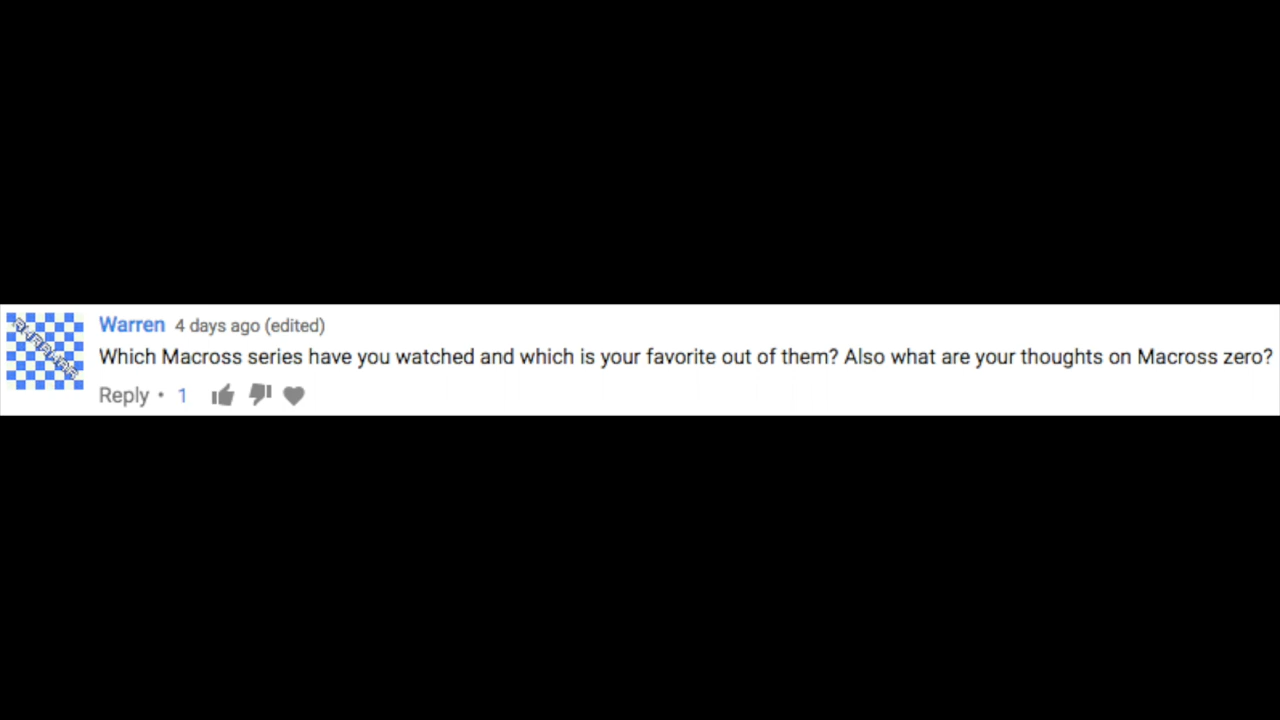 Warren 4 days ago (edited)
Which Macross series have you watched and which is your favorite out of them? Also what are your thoughts on Macross zero?
Reply • 1